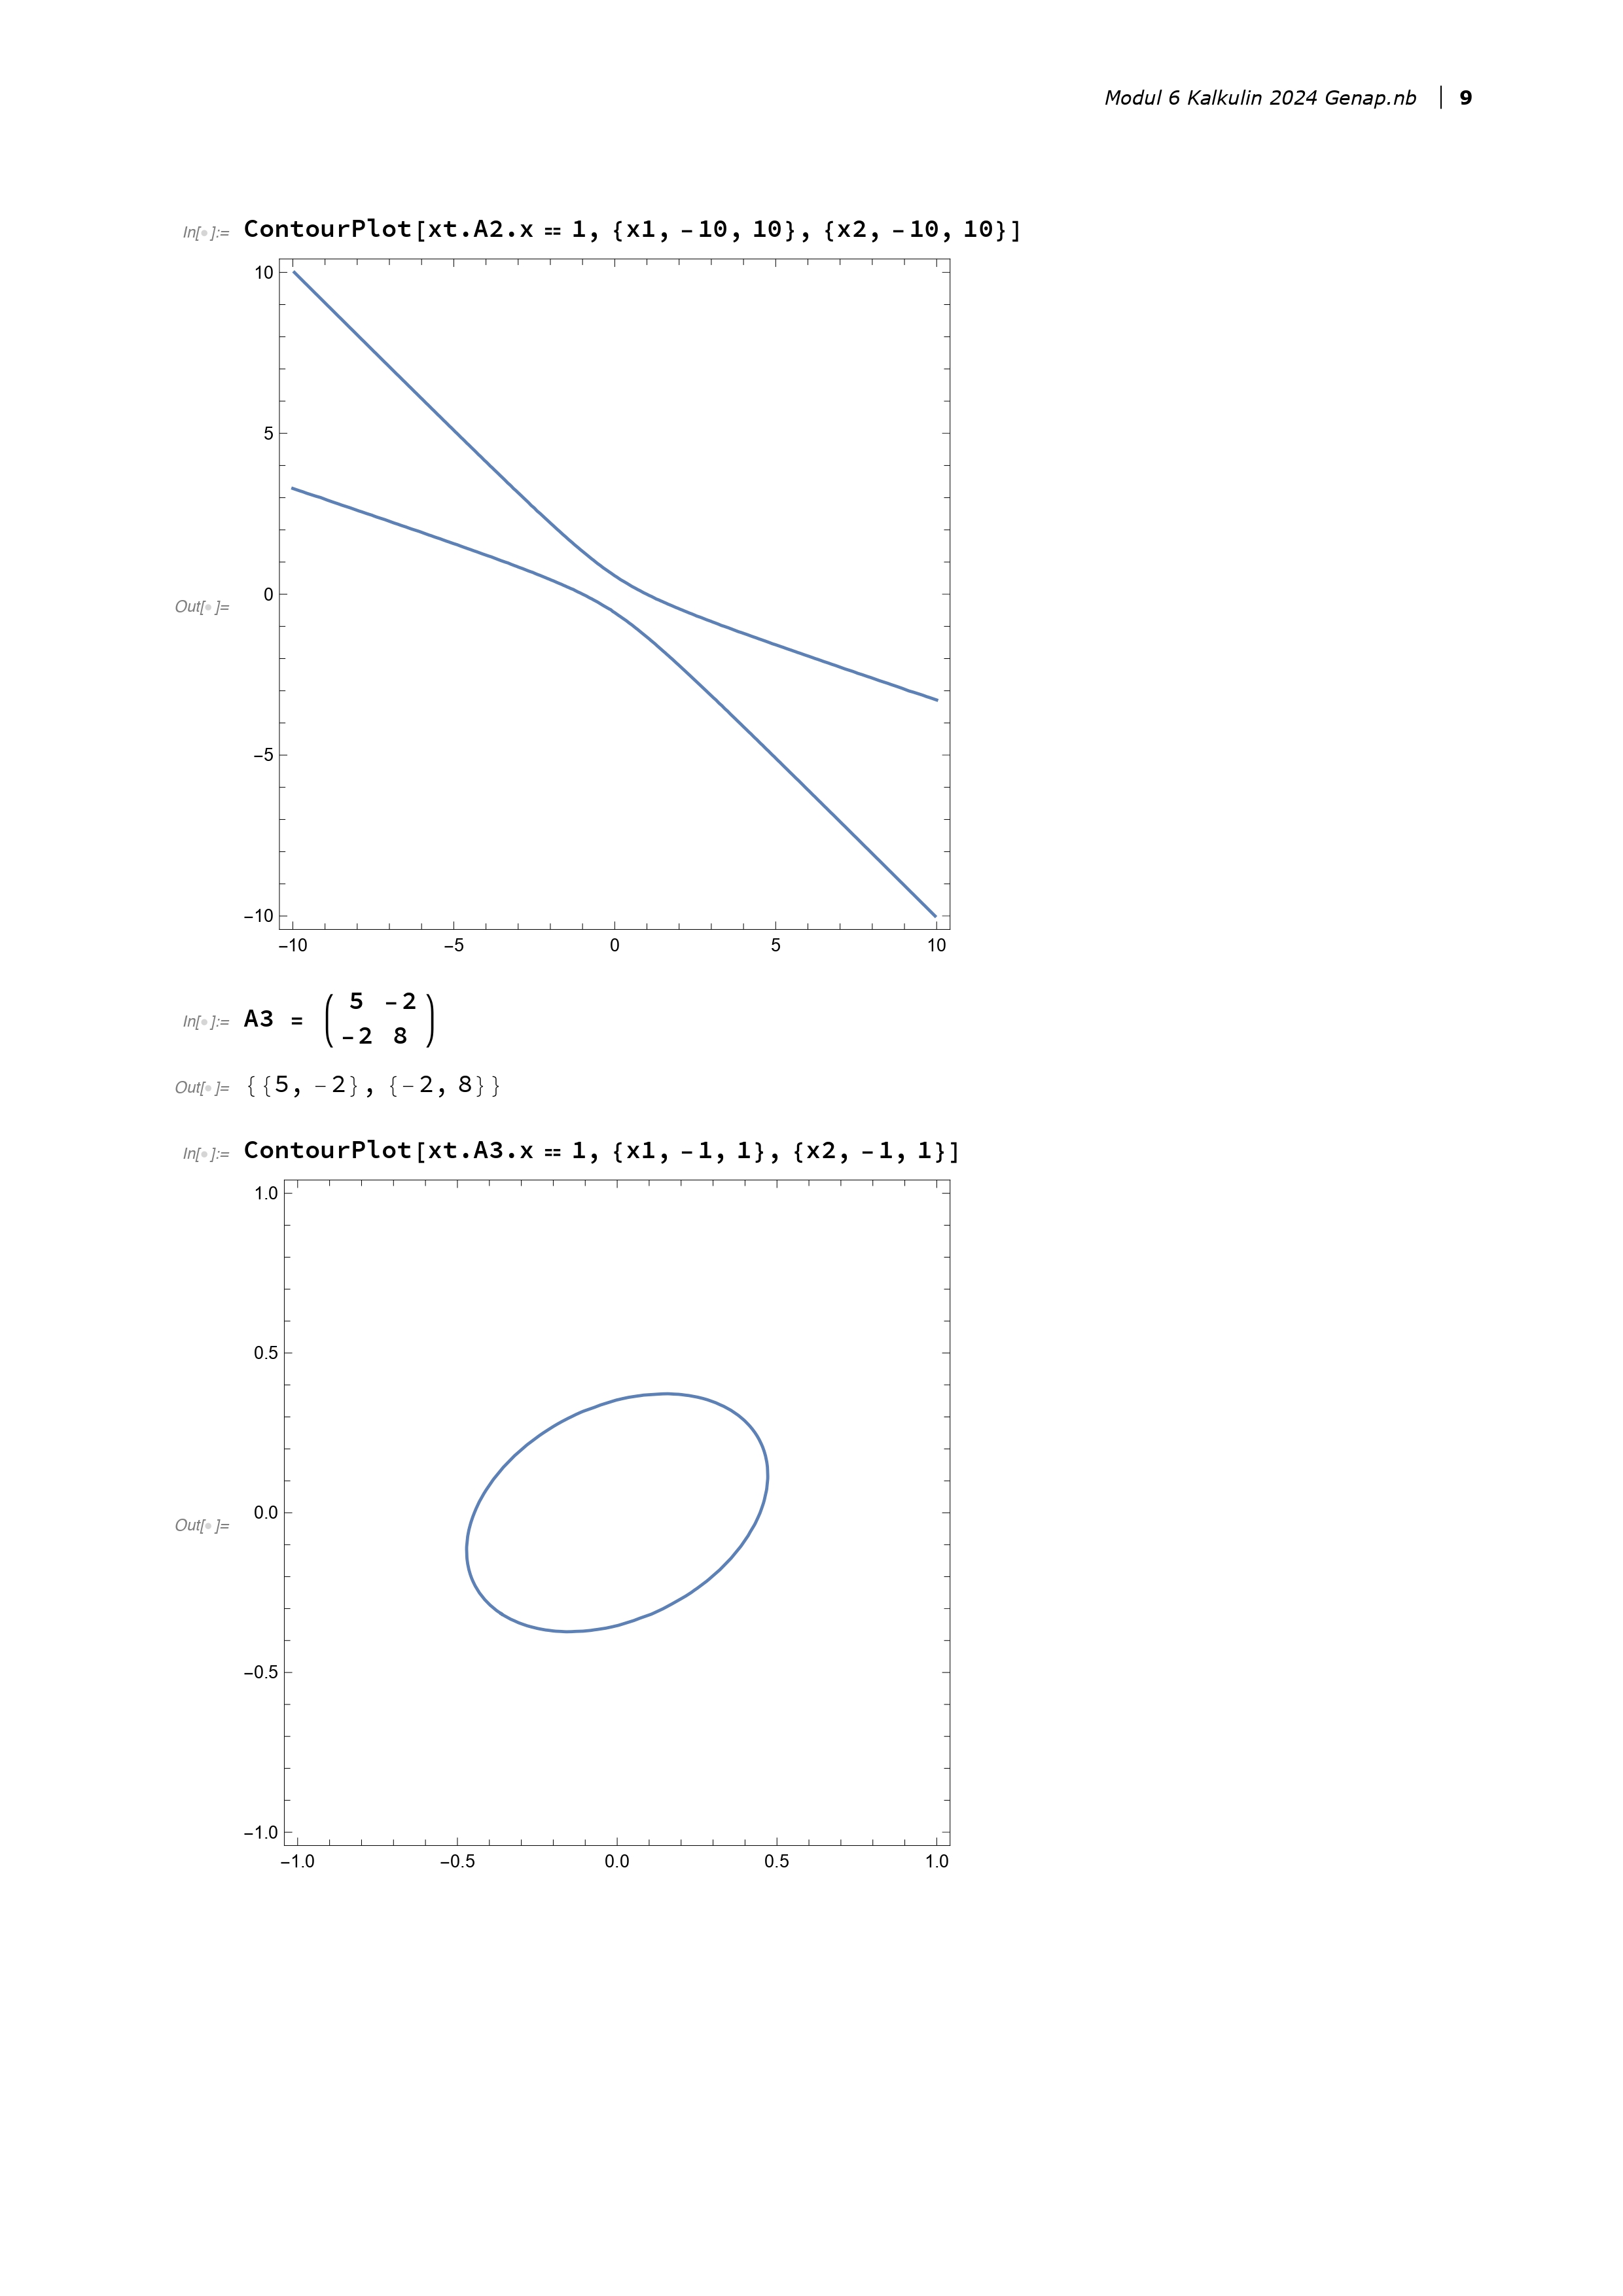 Modul 6 Kalkulin 2024 Genap.nb | 9
In[•]:= ContourPlot[xt.A2.x == 1, {x1, -10, 10}, {x2, -10, 10}]
10
5
0
Out[•]=
-5
-10
-10 -5 0 5 10
In[•]:= A3 = ( 5 -2
-2 8 )
Out[•]= {{5, -2}, {-2, 8}}
In[•]:= ContourPlot[xt.A3.x == 1, {x1, -1, 1}, {x2, -1, 1}]
1.0
0.5
0.0
Out[•]=
-0.5
-1.0
-1.0 -0.5 0.0 0.5 1.0